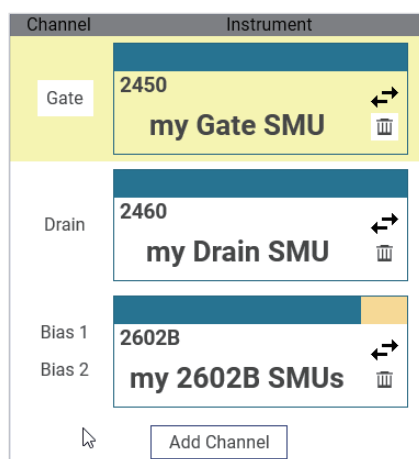 Channel Instrument
Gate
2450
my Gate SMU
Drain
2460
my Drain SMU
Bias 1
Bias 2
2602B
my 2602B SMUs
Add Channel